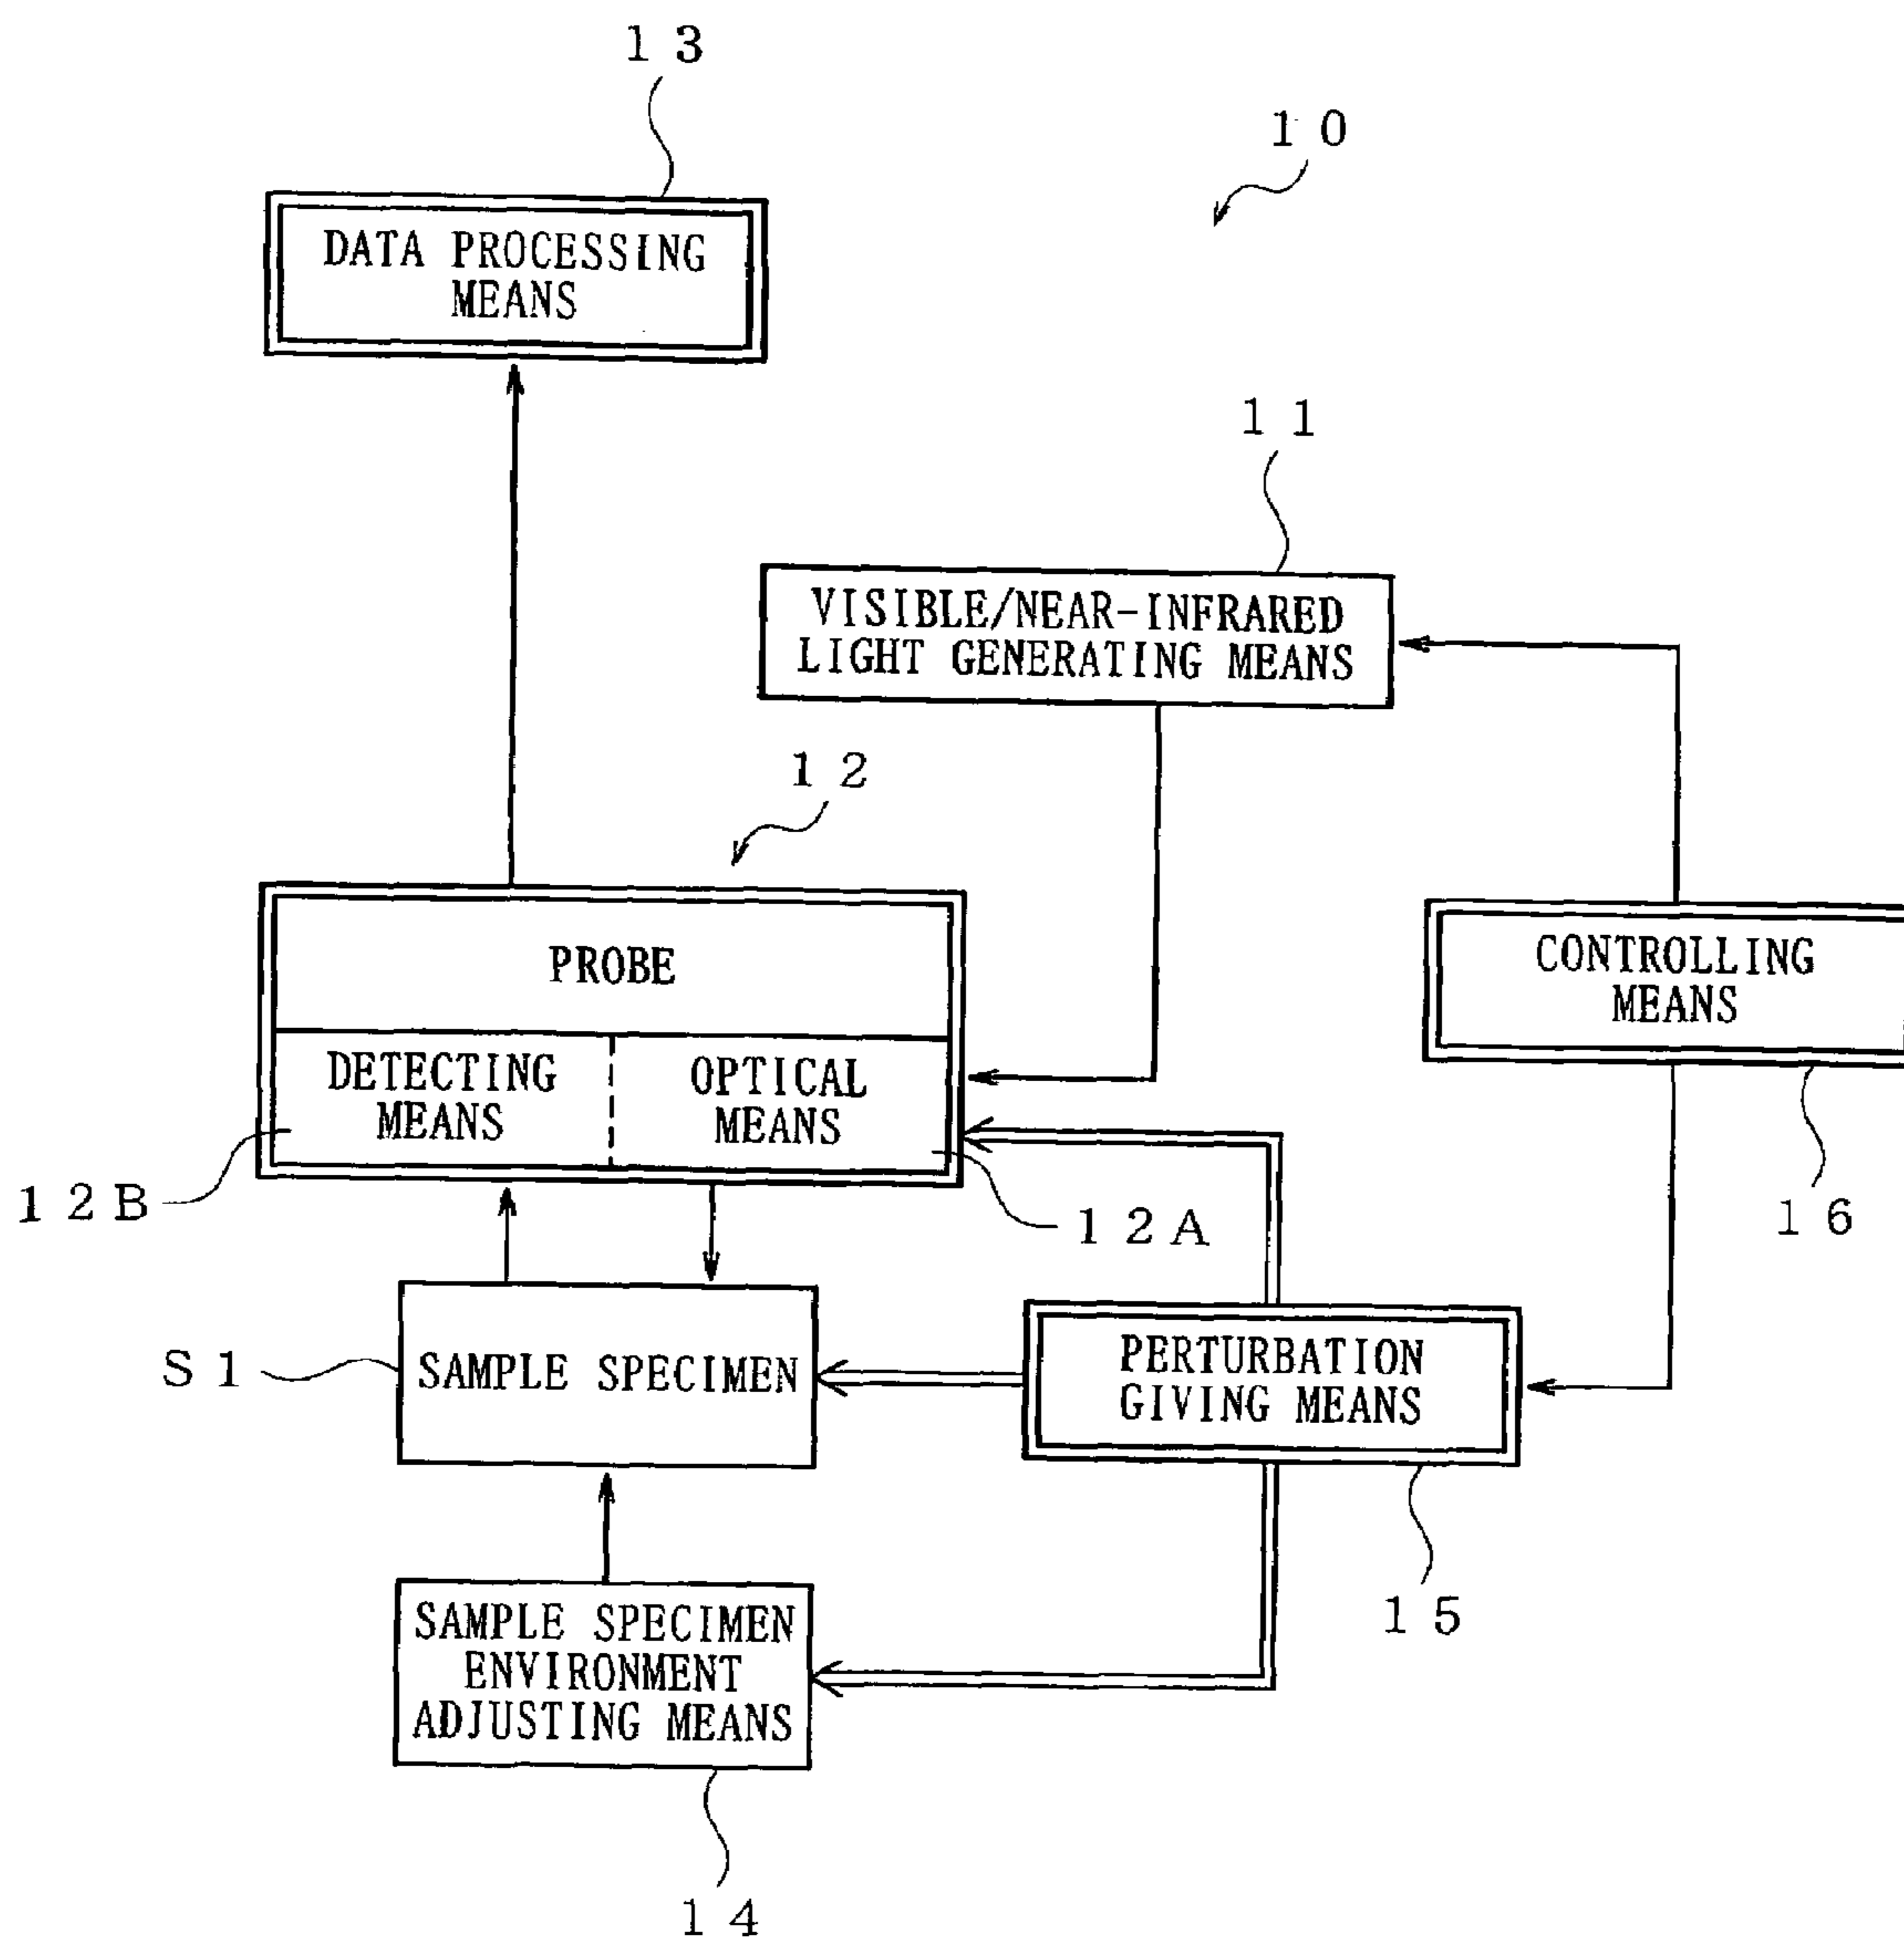 13
10
DATA PROCESSING
MEANS
11
VISIBLE/NEAR-INFRARED
LIGHT GENERATING MEANS
12
PROBE
CONTROLLING
MEANS
DETECTING
MEANS
OPTICAL
MEANS
12B
12A
16
S1
SAMPLE SPECIMEN
PERTURBATION
GIVING MEANS
15
SAMPLE SPECIMEN
ENVIRONMENT
ADJUSTING MEANS
14